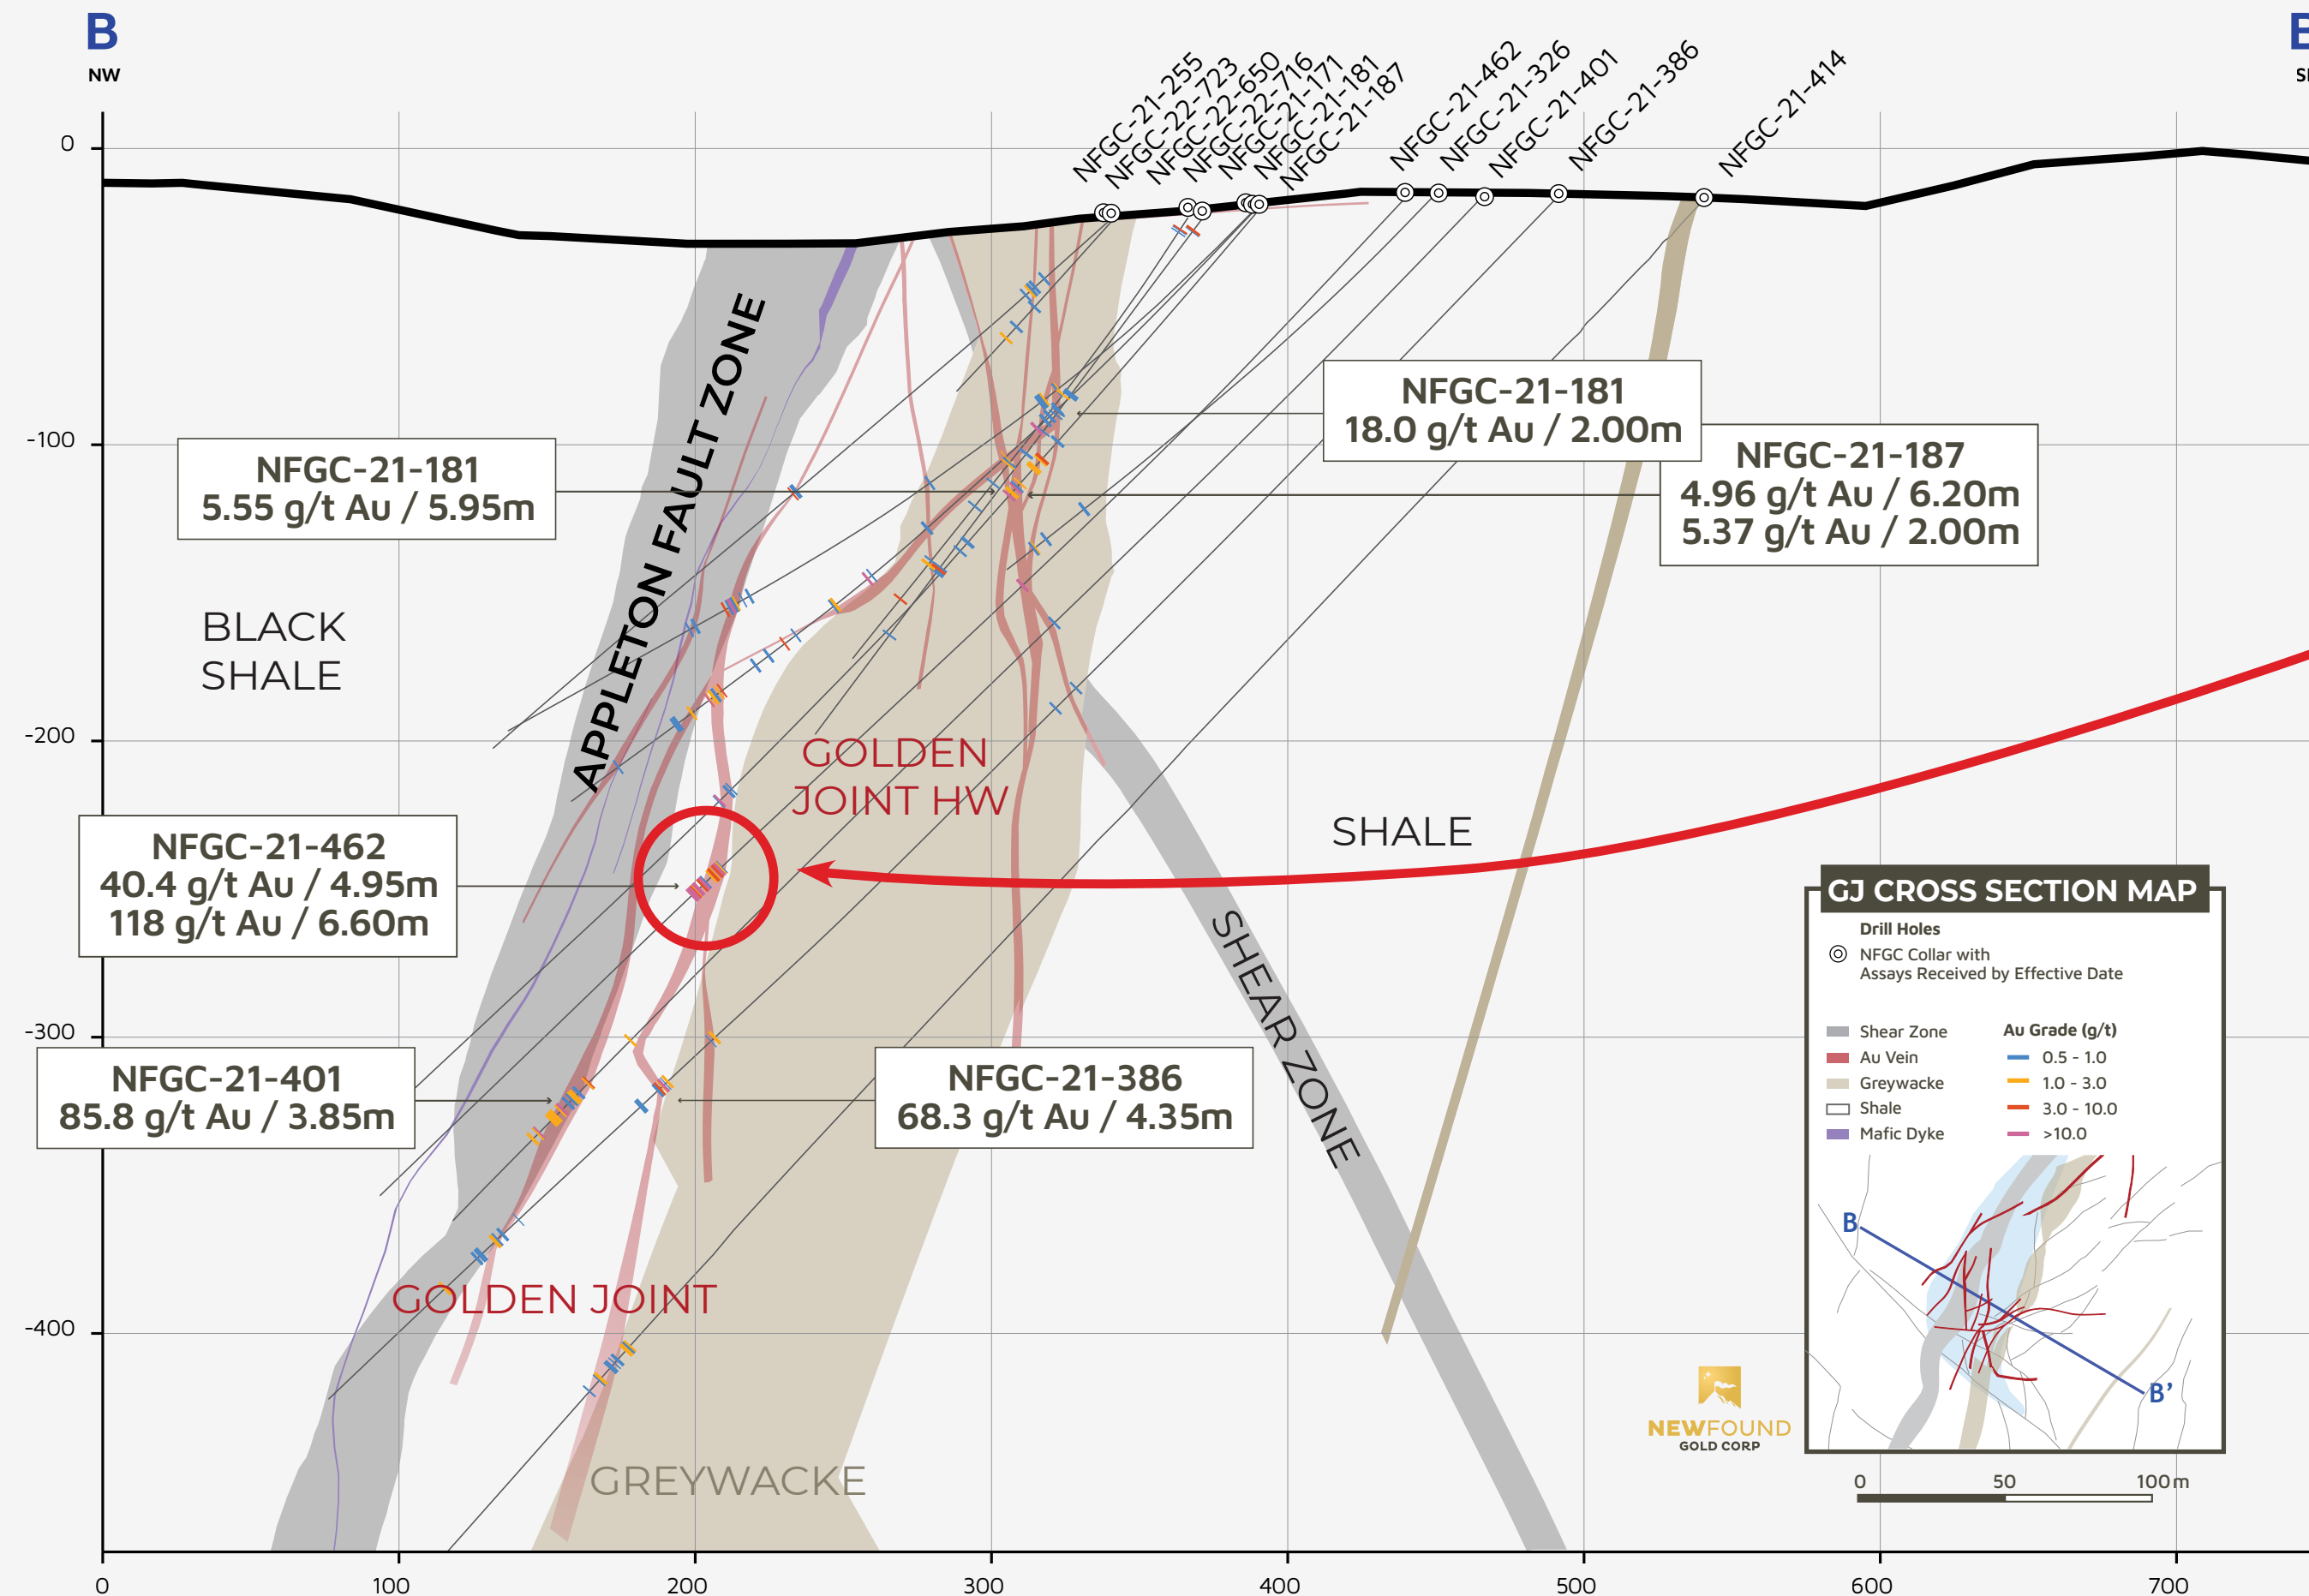 B
NW
NFGC-21-255
NFGC-22-723
NFGC-22-650
NFGC-22-716
NFGC-21-171
NFGC-21-181
NFGC-21-187
NFGC-21-462
NFGC-21-326
NFGC-21-401
NFGC-21-386
NFGC-21-414
0
-100
-200
-300
-400
APPLETON FAULT ZONE
NFGC-21-181
18.0 g/t Au / 2.00m
NFGC-21-187
4.96 g/t Au / 6.20m
5.37 g/t Au / 2.00m
NFGC-21-181
5.55 g/t Au / 5.95m
BLACK
SHALE
GOLDEN
JOINT HW
SHALE
NFGC-21-462
40.4 g/t Au / 4.95m
118 g/t Au / 6.60m
SHEAR ZONE
NFGC-21-401
85.8 g/t Au / 3.85m
NFGC-21-386
68.3 g/t Au / 4.35m
GOLDEN JOINT
GREYWACKE
GJ CROSS SECTION MAP
Drill Holes
NFGC Collar with
Assays Received by Effective Date
Shear Zone
Au Vein
Greywacke
Shale
Mafic Dyke
Au Grade (g/t)
0.5 - 1.0
1.0 - 3.0
3.0 - 10.0
>10.0
B
B'
NEWFOUND
GOLD CORP
0 50 100m
0 100 200 300 400 500 600 700